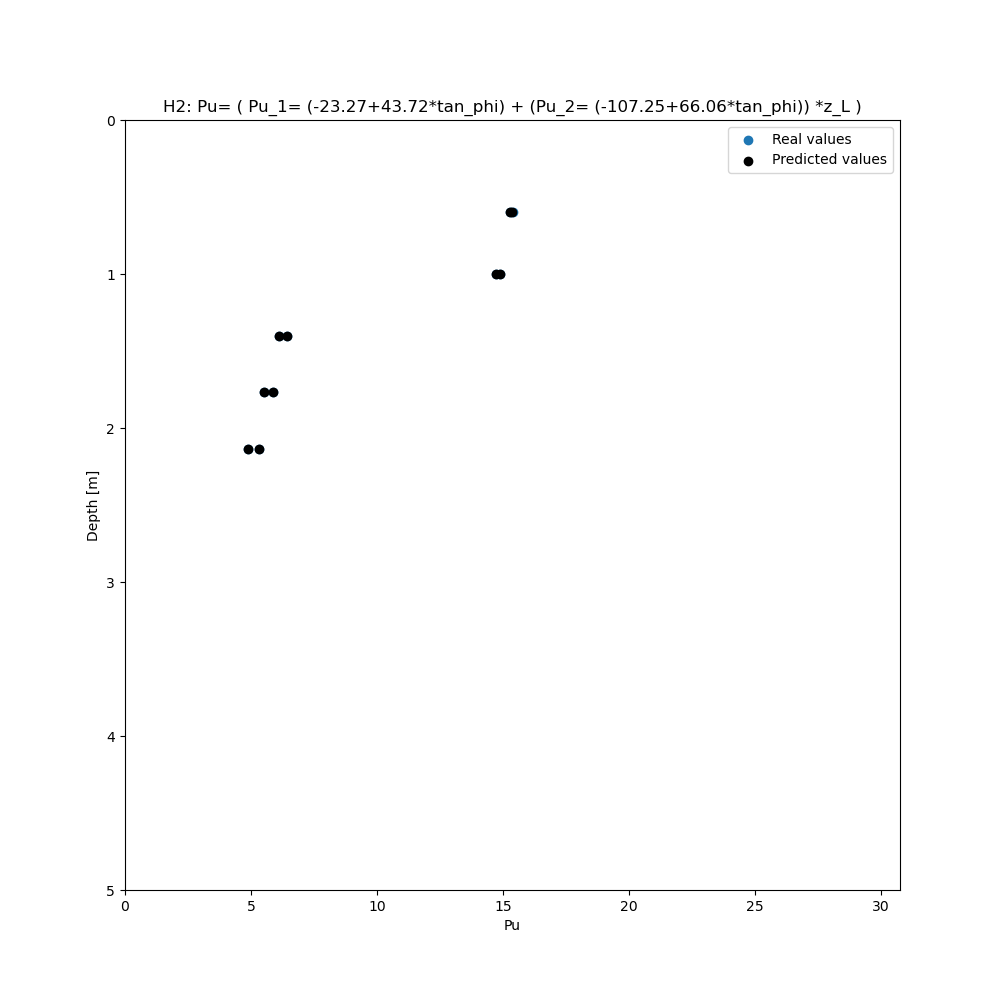 H2: Pu= ( Pu_1= (-23.27+43.72*tan_phi) + (Pu_2= (-107.25+66.06*tan_phi)) *z_L )
Real values
Predicted values
0
1
2
3
4
5
Depth [m]
0 5 10 15 20 25 30
Pu